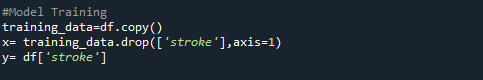 #Model Training
training_data=df.copy()
x= training_data.drop(['stroke'],axis=1)
y= df['stroke']